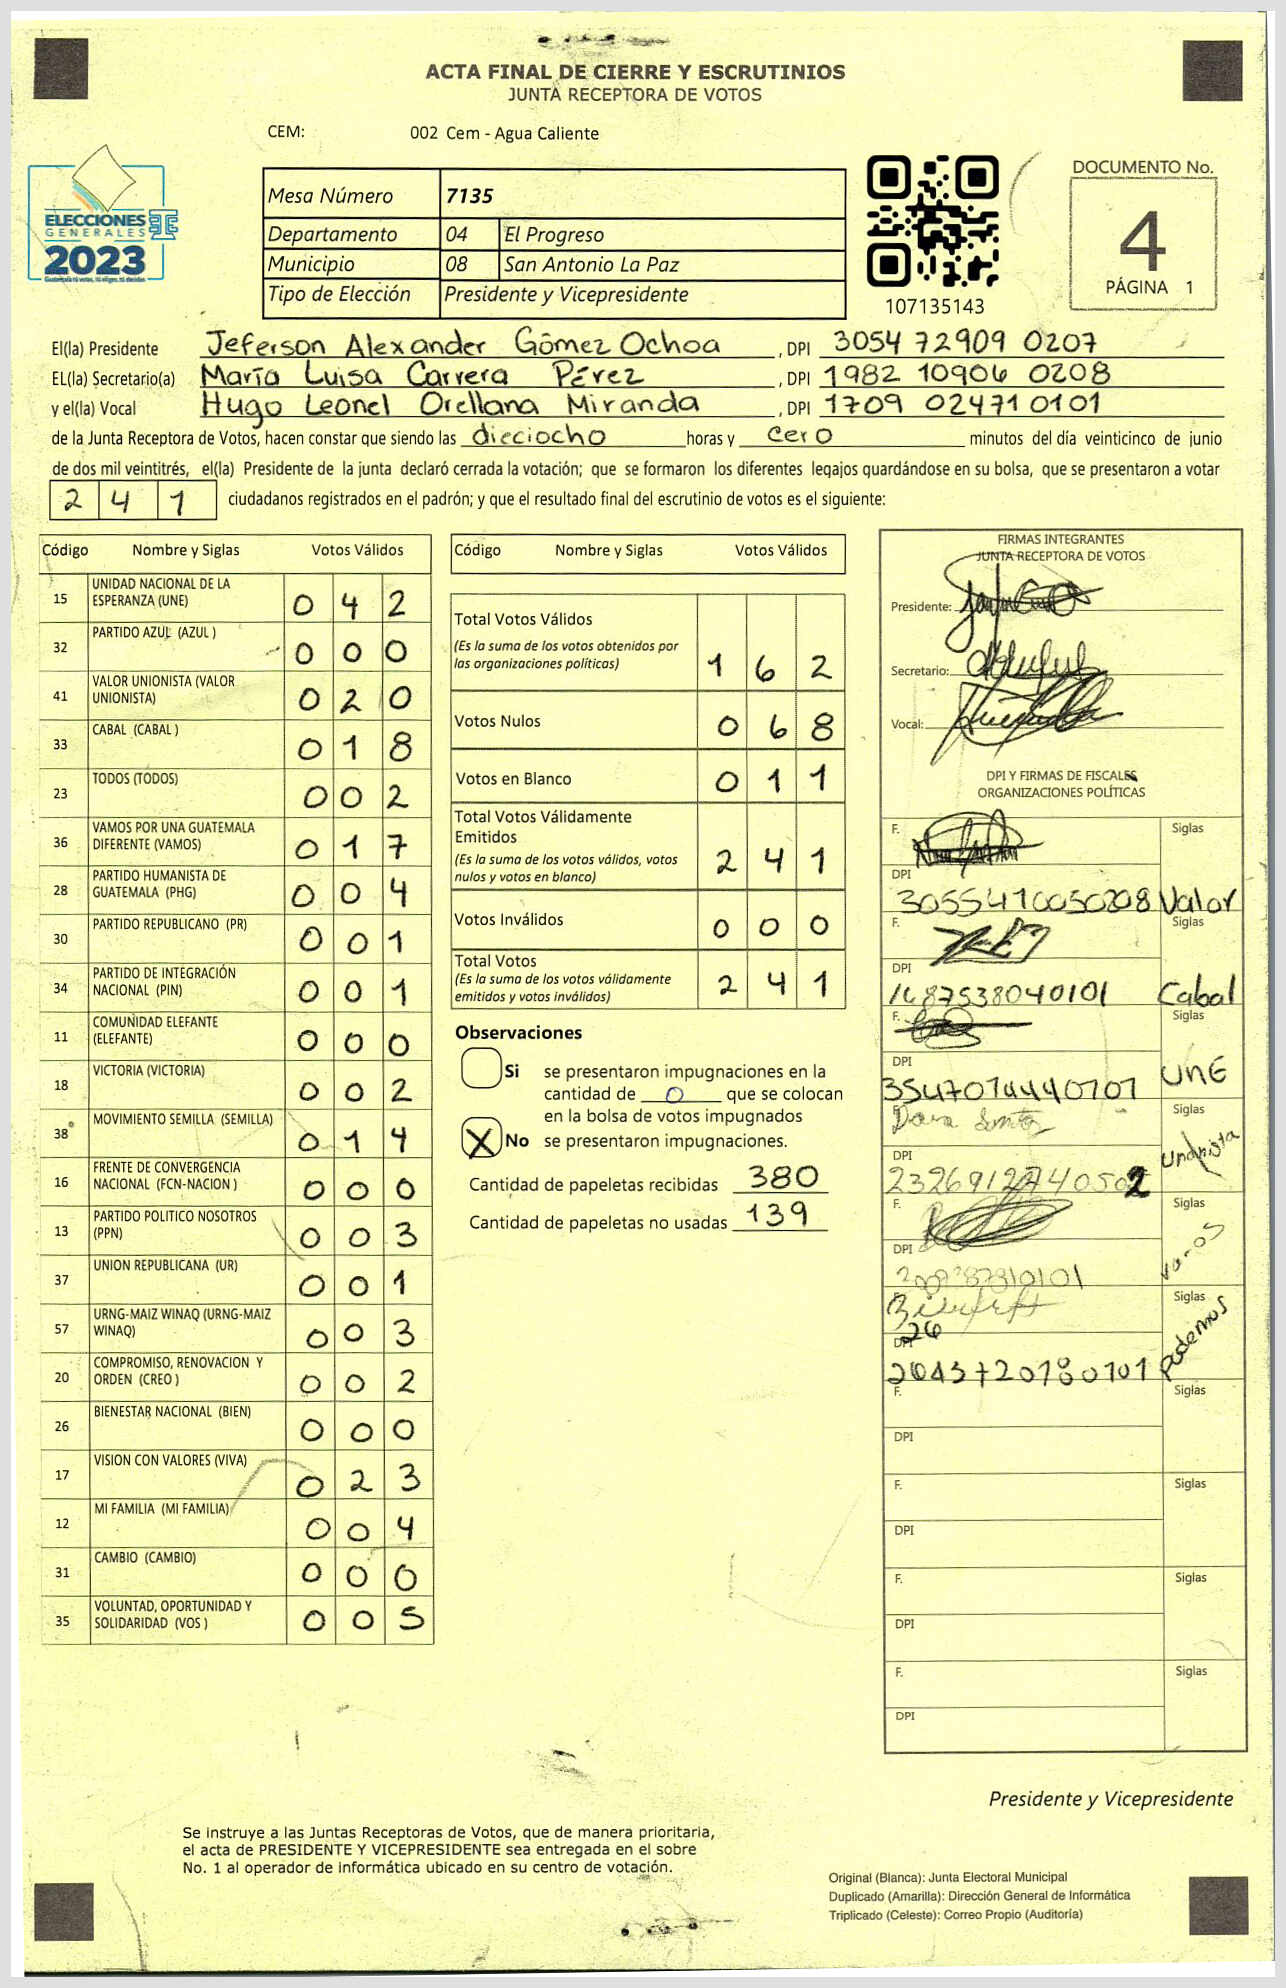 ACTA FINAL DE CIERRE Y ESCRUTINIOS
JUNTA RECEPTORA DE VOTOS
CEM: 002 Cem - Agua Caliente
ELECCIONES
GENERALES
2023
Mesa Número 7135
Departamento 04 El Progreso
Municipio 08 San Antonio La Paz
Tipo de Elección Presidente y Vicepresidente
107135143
DOCUMENTO No.
4
PÁGINA 1
El(la) Presidente Jeferson Alexander Gómez Ochoa , DPI 3054 72909 0207
EL(la) Secretario(a) María Luisa Carrera Pérez , DPI 1982 10906 0208
y el(la) Vocal Hugo Leonel Orellana Miranda , DPI 1709 02471 0101
de la Junta Receptora de Votos, hacen constar que siendo las dieciocho horas y cero minutos del día veinticinco de junio
de dos mil veintitrés, el(la) Presidente de la junta declaró cerrada la votación; que se formaron los diferentes legajos guardándose en su bolsa, que se presentaron a votar
2 4 1 ciudadanos registrados en el padrón; y que el resultado final del escrutinio de votos es el siguiente:
Código Nombre y Siglas Votos Válidos
15 UNIDAD NACIONAL DE LA ESPERANZA (UNE) 0 4 2
32 PARTIDO AZUL (AZUL ) 0 0 0
41 VALOR UNIONISTA (VALOR UNIONISTA) 0 2 0
33 CABAL (CABAL ) 0 1 8
23 TODOS (TODOS) 0 0 2
36 VAMOS POR UNA GUATEMALA DIFERENTE (VAMOS) 0 1 7
28 PARTIDO HUMANISTA DE GUATEMALA (PHG) 0 0 4
30 PARTIDO REPUBLICANO (PR) 0 0 1
34 PARTIDO DE INTEGRACIÓN NACIONAL (PIN) 0 0 1
11 COMUNIDAD ELEFANTE (ELEFANTE) 0 0 0
18 VICTORIA (VICTORIA) 0 0 2
38 MOVIMIENTO SEMILLA (SEMILLA) 0 1 4
16 FRENTE DE CONVERGENCIA NACIONAL (FCN-NACION ) 0 0 0
13 PARTIDO POLITICO NOSOTROS (PPN) 0 0 3
37 UNION REPUBLICANA (UR) 0 0 1
57 URNG-MAIZ WINAQ (URNG-MAIZ WINAQ) 0 0 3
20 COMPROMISO, RENOVACION Y ORDEN (CREO ) 0 0 2
26 BIENESTAR NACIONAL (BIEN) 0 0 0
17 VISION CON VALORES (VIVA) 0 2 3
12 MI FAMILIA (MI FAMILIA) 0 0 4
31 CAMBIO (CAMBIO) 0 0 0
35 VOLUNTAD, OPORTUNIDAD Y SOLIDARIDAD (VOS ) 0 0 5
Código Nombre y Siglas Votos Válidos
Total Votos Válidos
(Es la suma de los votos obtenidos por
las organizaciones políticas) 1 6 2
Votos Nulos 0 6 8
Votos en Blanco 0 1 1
Total Votos Válidamente
Emitidos
(Es la suma de los votos válidos, votos
nulos y votos en blanco) 2 4 1
Votos Inválidos 0 0 0
Total Votos
(Es la suma de los votos válidamente
emitidos y votos inválidos) 2 4 1
Observaciones
Si se presentaron impugnaciones en la
cantidad de 0 que se colocan
en la bolsa de votos impugnados
X No se presentaron impugnaciones.
Cantidad de papeletas recibidas 380
Cantidad de papeletas no usadas 139
FIRMAS INTEGRANTES
JUNTA RECEPTORA DE VOTOS
Presidente:
Secretario:
Vocal:
DPI Y FIRMAS DE FISCALES
ORGANIZACIONES POLÍTICAS
F. Siglas
DPI
3055410050208 Valor
F. Siglas
DPI
1687538040101 Cabal
F. Siglas
DPI
UNE
Siglas
DPI
F. Siglas
DPI
Siglas
26
DPI
Podemos
F. Siglas
DPI
F. Siglas
DPI
F. Siglas
DPI
F. Siglas
DPI
Presidente y Vicepresidente
Se instruye a las Juntas Receptoras de Votos, que de manera prioritaria,
el acta de PRESIDENTE Y VICEPRESIDENTE sea entregada en el sobre
No. 1 al operador de informática ubicado en su centro de votación.
Original (Blanca): Junta Electoral Municipal
Duplicado (Amarilla): Dirección General de Informática
Triplicado (Celeste): Correo Propio (Auditoría)